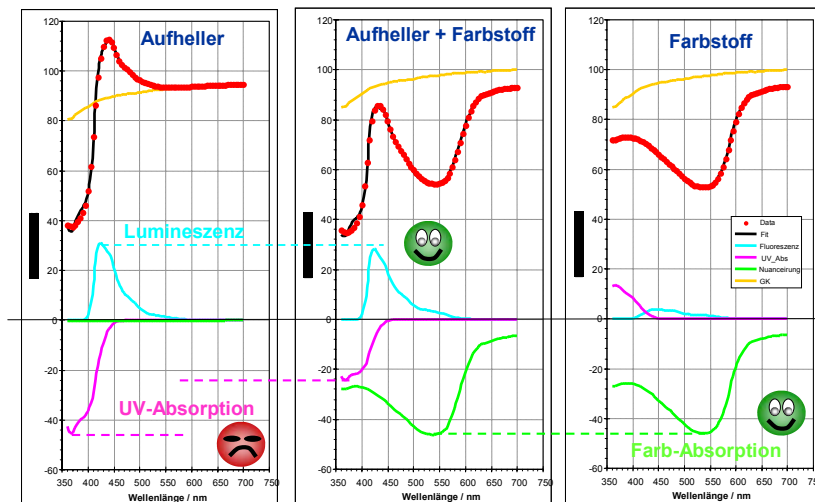 Aufheller
120
100
80
60
40
20
0
-20
-40
-60
Lumineszenz
UV-Absorption
350 400 450 500 550 600 650 700 750
Wellenlänge / nm
Aufheller + Farbstoff
120
100
80
60
40
20
0
-20
-40
-60
350 400 450 500 550 600 650 700 750
Wellenlänge / nm
Farbstoff
120
100
80
60
40
20
0
-20
-40
-60
Data
Fit
Fluoreszenz
UV_Abs
Nuancirung
GK
Farb-Absorption
350 400 450 500 550 600 650 700 750
Wellenlänge / nm